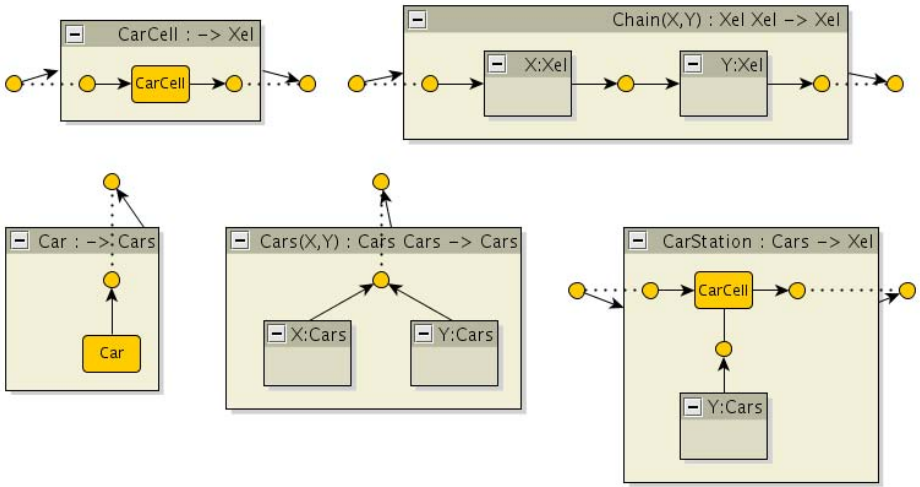 CarCell : -> Xel
CarCell
Chain(X,Y) : Xel Xel -> Xel
X:Xel
Y:Xel
Car : -> Cars
Car
Cars(X,Y) : Cars Cars -> Cars
X:Cars
Y:Cars
CarStation : Cars -> Xel
CarCell
Y:Cars